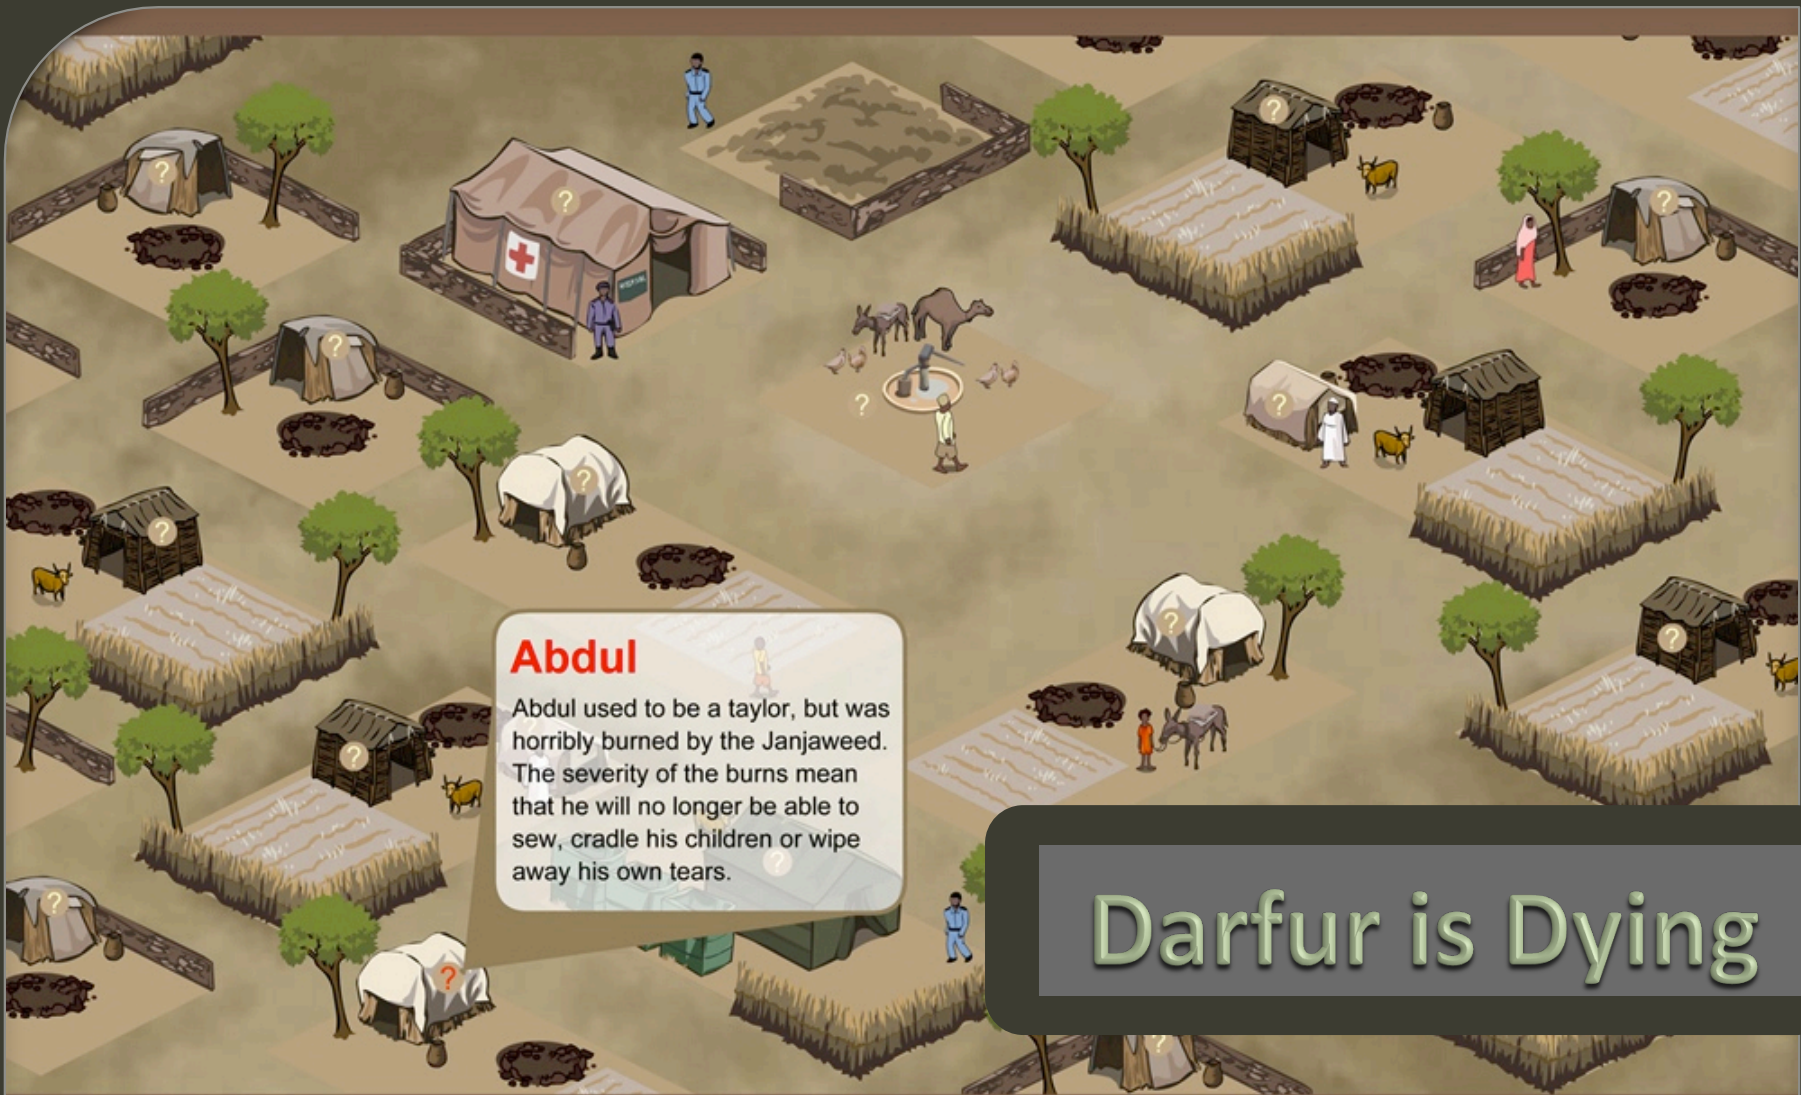 HOSPITAL
Abdul
Abdul used to be a taylor, but was
horribly burned by the Janjaweed.
The severity of the burns mean
that he will no longer be able to
sew, cradle his children or wipe
away his own tears.
Darfur is Dying